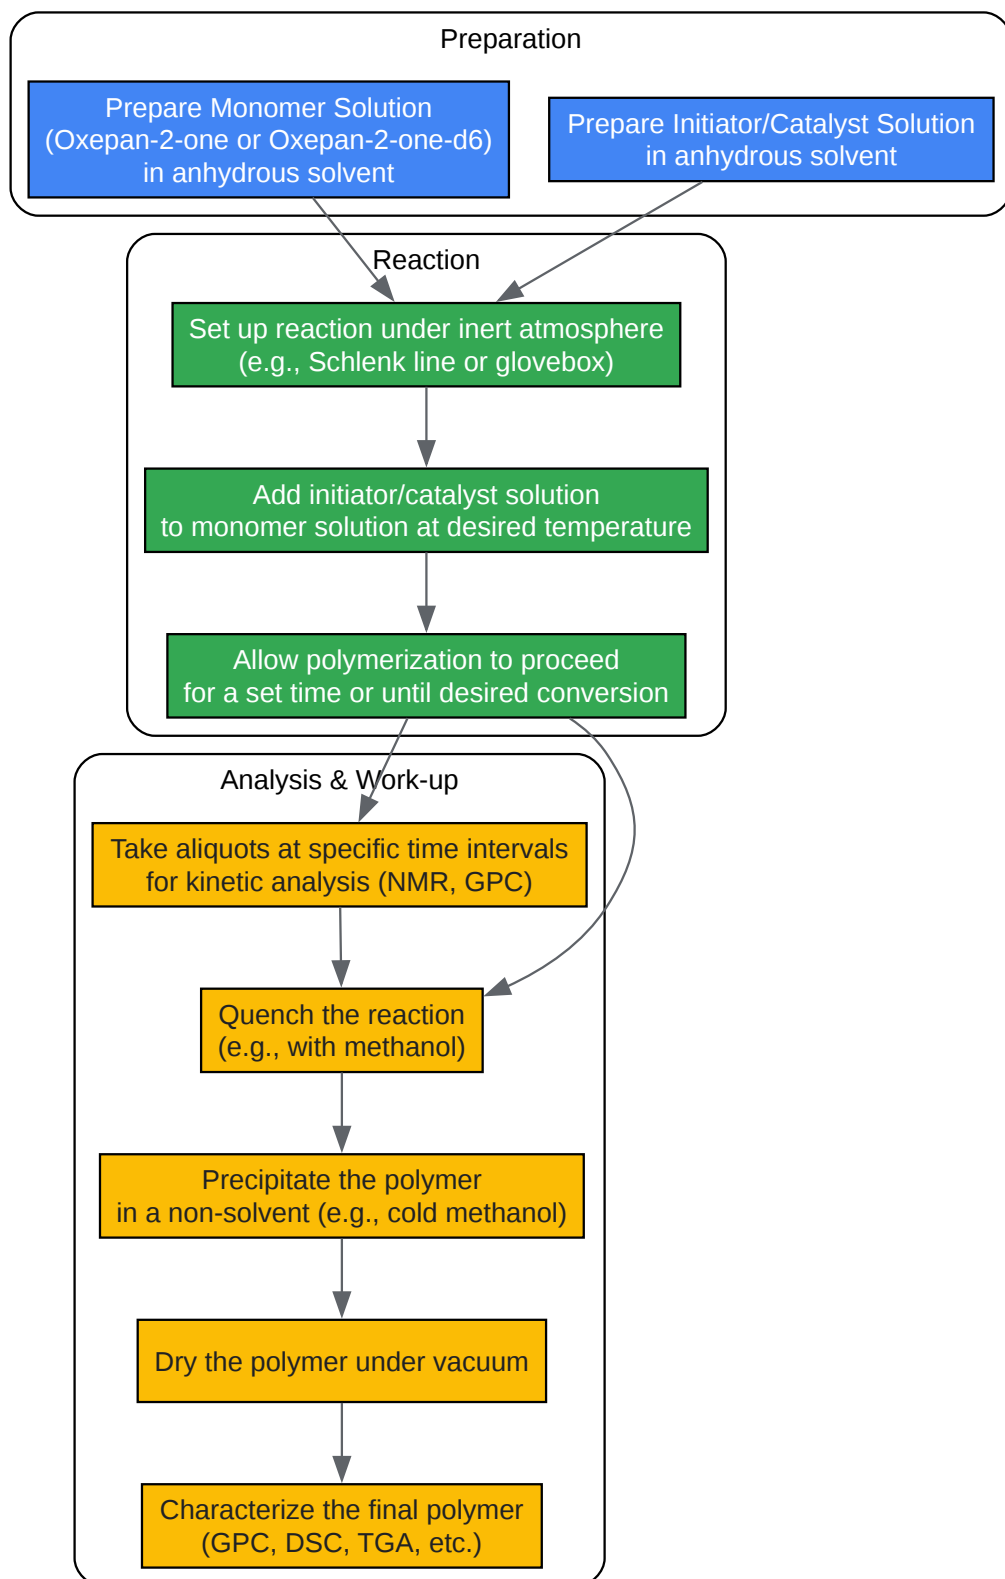 Preparation
Prepare Monomer Solution
(Oxepan-2-one or Oxepan-2-one-d6)
in anhydrous solvent
Prepare Initiator/Catalyst Solution
in anhydrous solvent
Reaction
Set up reaction under inert atmosphere
(e.g., Schlenk line or glovebox)
Add initiator/catalyst solution
to monomer solution at desired temperature
Allow polymerization to proceed
for a set time or until desired conversion
Analysis & Work-up
Take aliquots at specific time intervals
for kinetic analysis (NMR, GPC)
Quench the reaction
(e.g., with methanol)
Precipitate the polymer
in a non-solvent (e.g., cold methanol)
Dry the polymer under vacuum
Characterize the final polymer
(GPC, DSC, TGA, etc.)